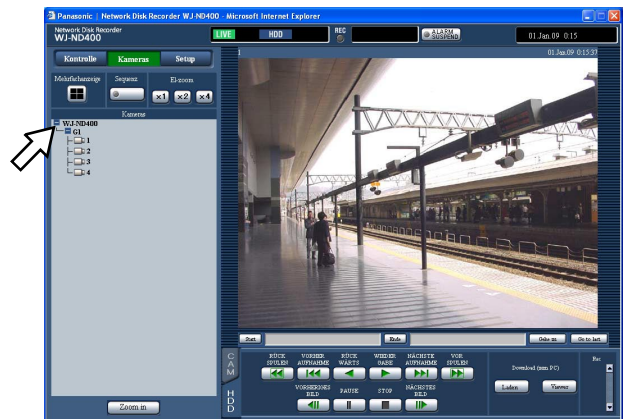 Panasonic | Network Disk Recorder WJ-ND400 - Microsoft Internet Explorer
Network Disk Recorder
WJ-ND400
LIVE HDD REC ALARM SUSPEND 01.Jan.09 0:15
Kontrolle Kameras Setup
1 01.Jan.09 0:15:37
Mehrfachanzeige Sequenz El-zoom
x1 x2 x4
Kameras
WJ-ND400
G1
1
2
3
4
Start Ende Gehe zu Go to last
CAM
RÜCK SPULEN VORHER AUFNAHME RÜCK WÄRTS WIEDER GABE NÄCHSTE AUFNAHME VOR SPULEN
Download (zum PC)
Rec
HDD
VORHERIGES BILD PAUSE STOP NÄCHSTES BILD
Laden Viewer
Zoom in